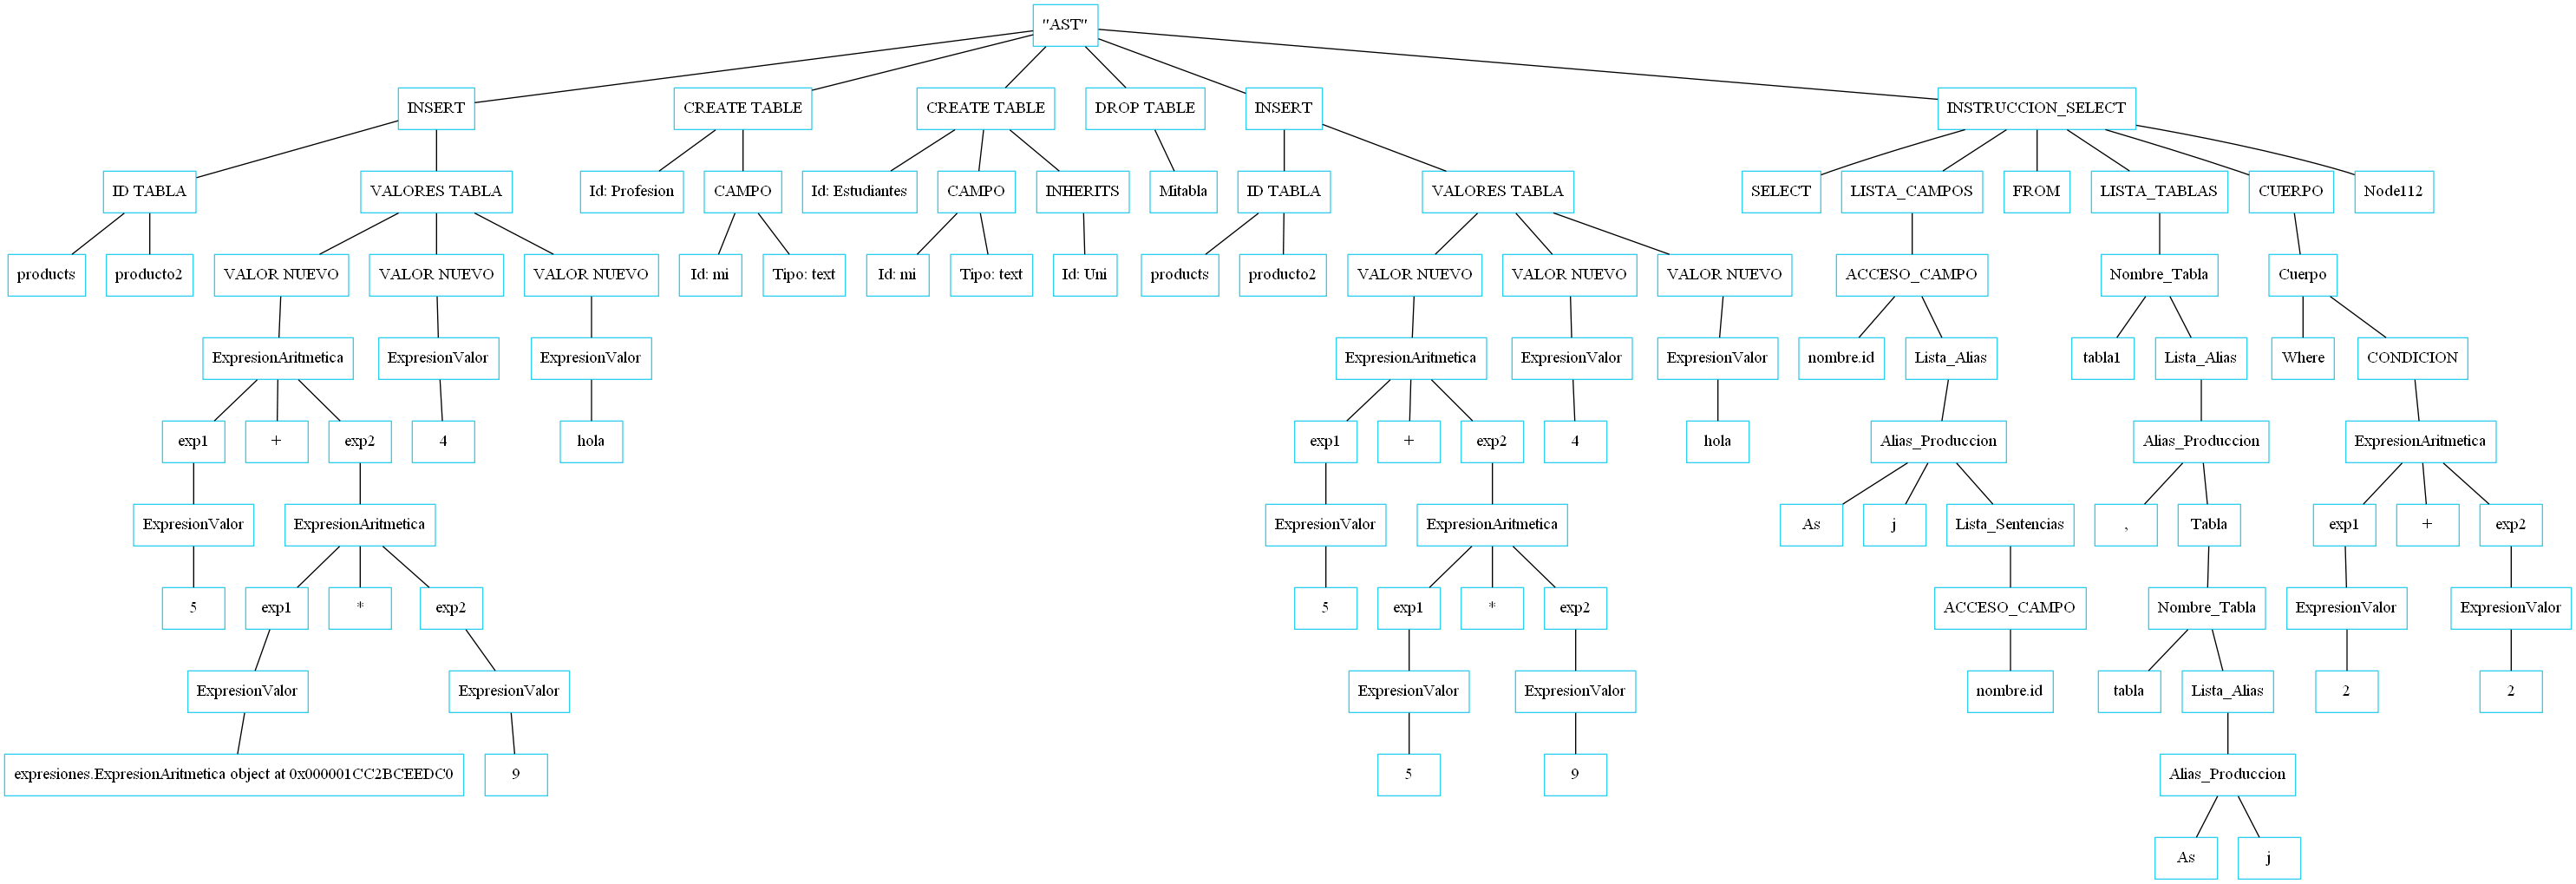 "AST"
INSERT
CREATE TABLE
CREATE TABLE
DROP TABLE
INSERT
INSTRUCCION_SELECT
ID TABLA
VALORES TABLA
Id: Profesion
CAMPO
Id: Estudiantes
CAMPO
INHERITS
Mitabla
ID TABLA
VALORES TABLA
SELECT
LISTA_CAMPOS
FROM
LISTA_TABLAS
CUERPO
Node112
products
producto2
VALOR NUEVO
VALOR NUEVO
VALOR NUEVO
Id: mi
Tipo: text
Id: mi
Tipo: text
Id: Uni
products
producto2
VALOR NUEVO
VALOR NUEVO
VALOR NUEVO
ACCESO_CAMPO
Nombre_Tabla
Cuerpo
ExpresionAritmetica
ExpresionValor
ExpresionValor
ExpresionAritmetica
ExpresionValor
ExpresionValor
nombre.id
Lista_Alias
tabla1
Lista_Alias
Where
CONDICION
exp1
+
exp2
4
hola
exp1
+
exp2
4
hola
Alias_Produccion
Alias_Produccion
ExpresionAritmetica
ExpresionValor
ExpresionAritmetica
ExpresionValor
ExpresionAritmetica
As
j
Lista_Sentencias
,
Tabla
exp1
+
exp2
5
exp1
*
exp2
5
exp1
*
exp2
ACCESO_CAMPO
Nombre_Tabla
ExpresionValor
ExpresionValor
ExpresionValor
ExpresionValor
ExpresionValor
ExpresionValor
nombre.id
tabla
Lista_Alias
2
2
expresiones.ExpresionAritmetica object at 0x000001CC2BCEEDC0
9
5
9
Alias_Produccion
As
j